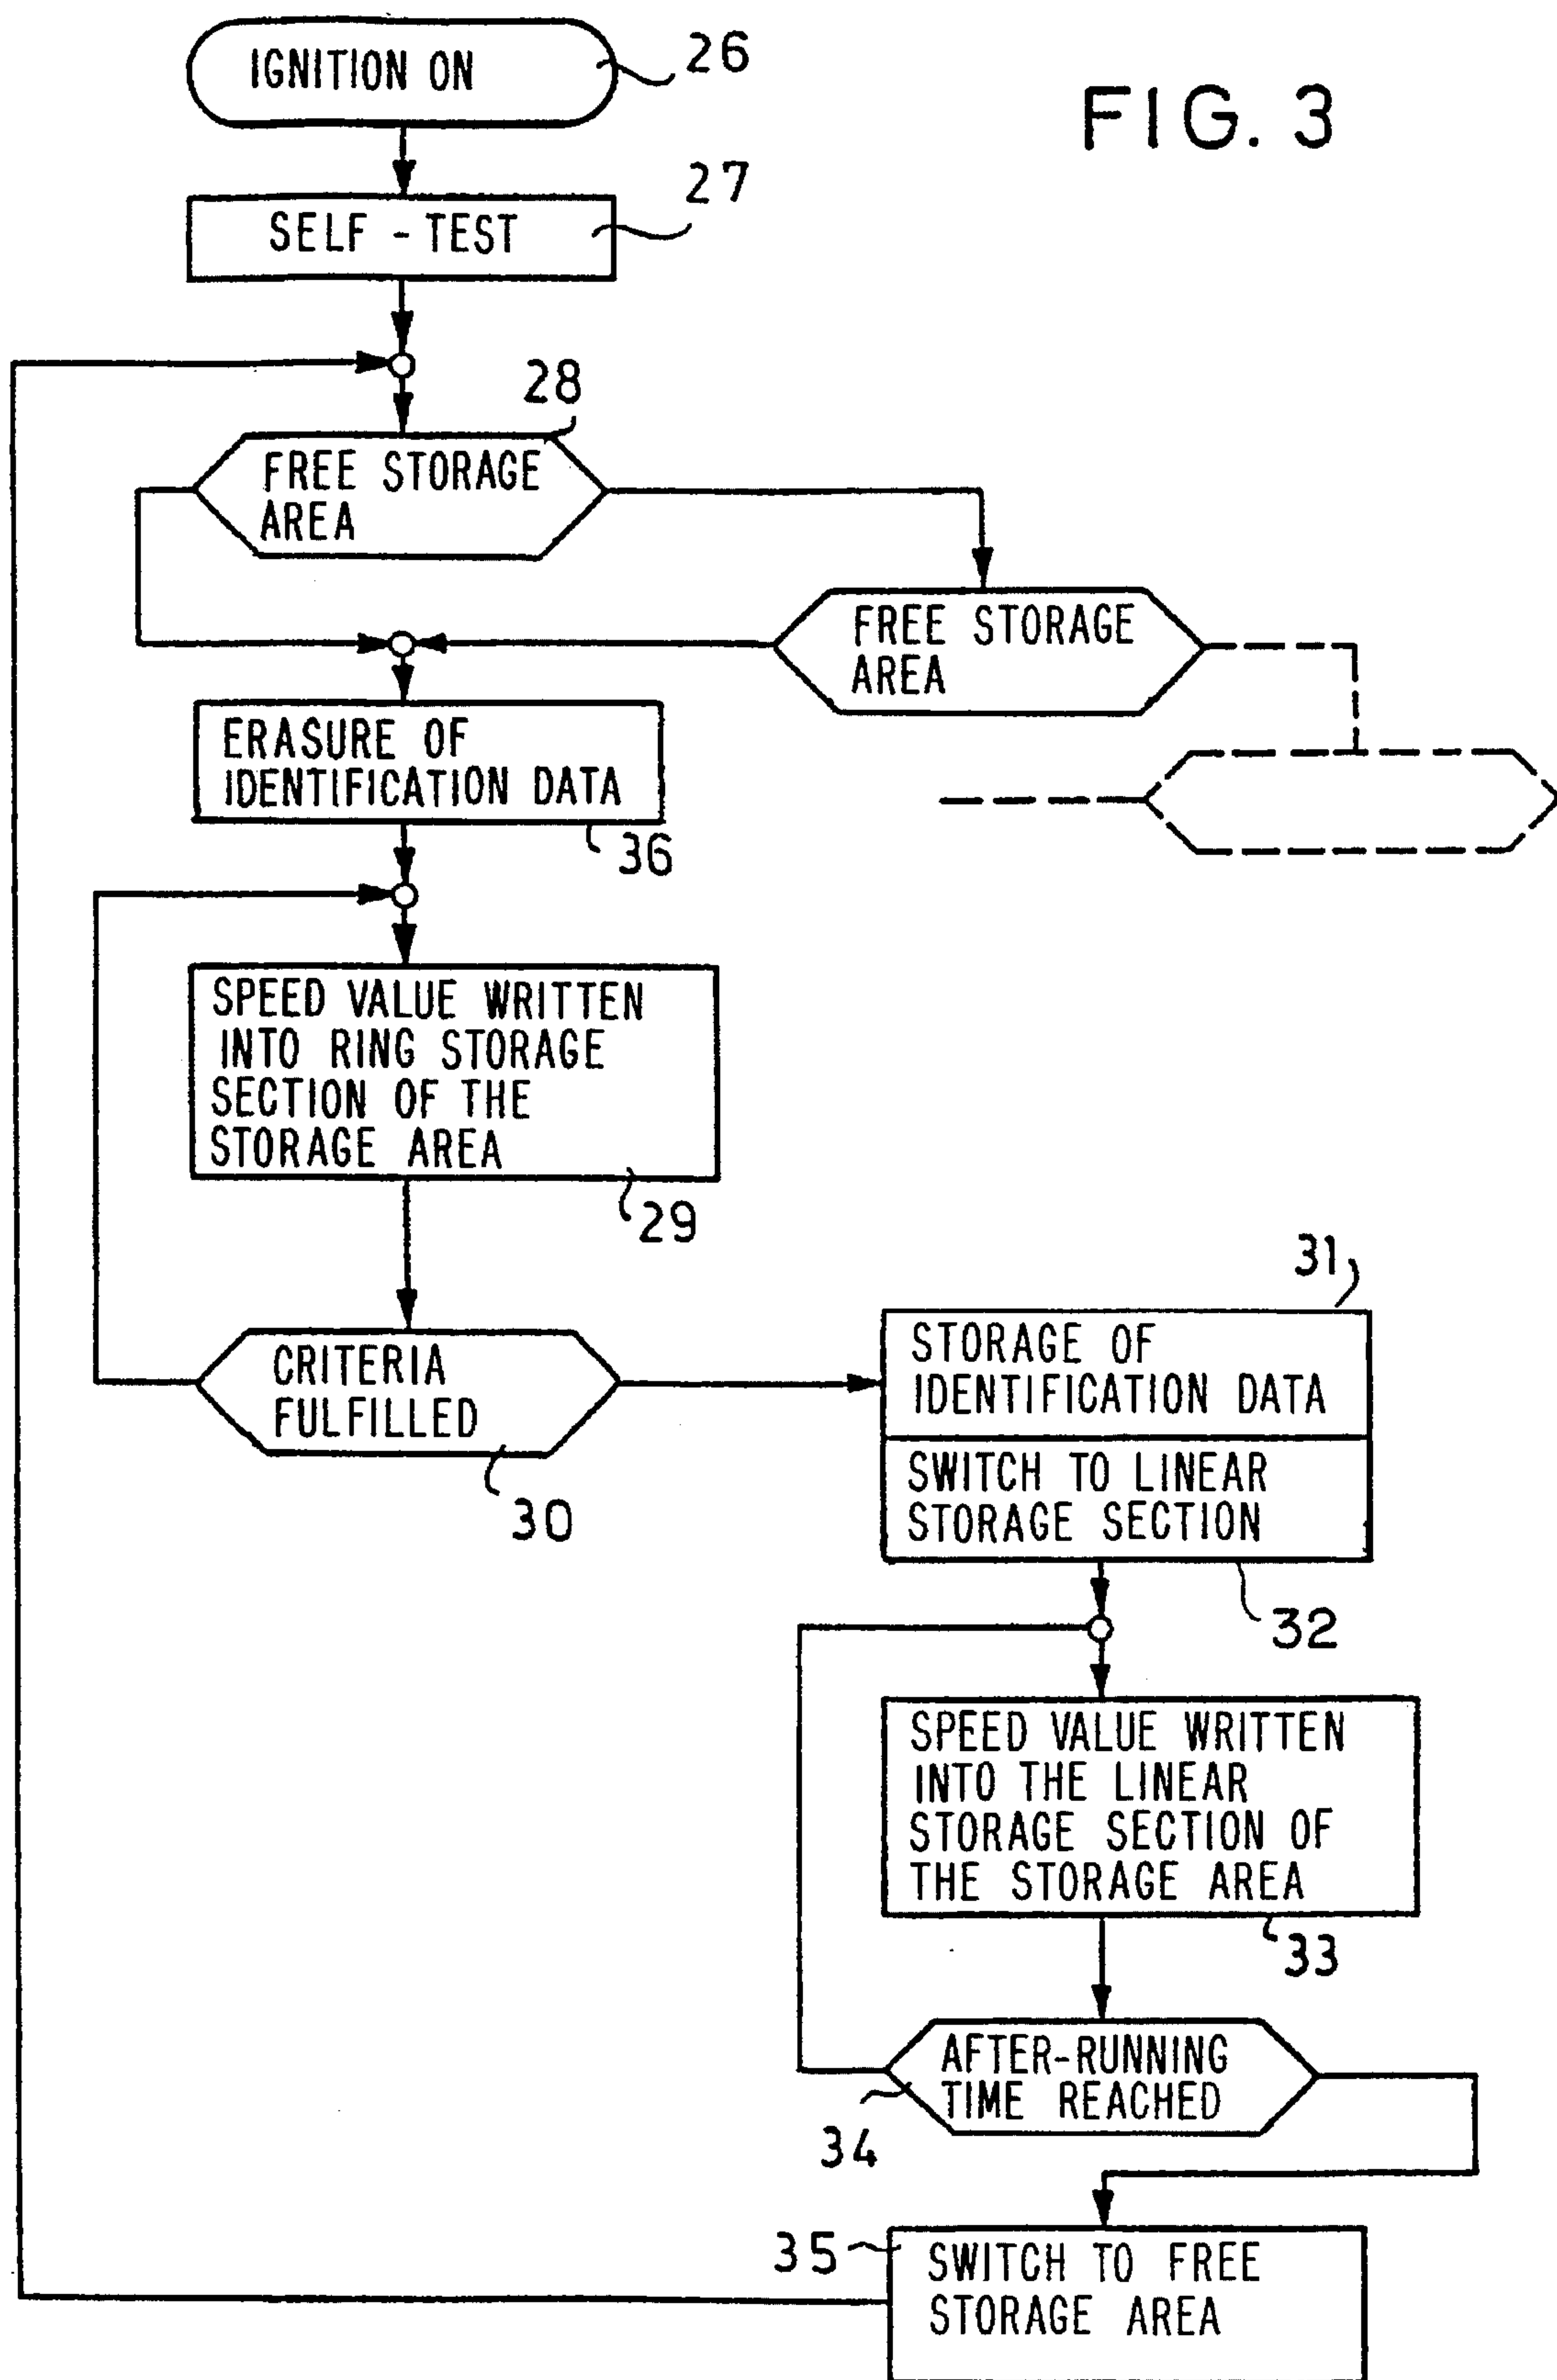 FIG. 3
IGNITION ON
26
SELF - TEST
27
28
FREE STORAGE
AREA
FREE STORAGE
AREA
ERASURE OF
IDENTIFICATION DATA
36
SPEED VALUE WRITTEN
INTO RING STORAGE
SECTION OF THE
STORAGE AREA
29
CRITERIA
FULFILLED
30
31
STORAGE OF
IDENTIFICATION DATA
SWITCH TO LINEAR
STORAGE SECTION
32
SPEED VALUE WRITTEN
INTO THE LINEAR
STORAGE SECTION OF
THE STORAGE AREA
33
AFTER-RUNNING
TIME REACHED
34
35
SWITCH TO FREE
STORAGE AREA